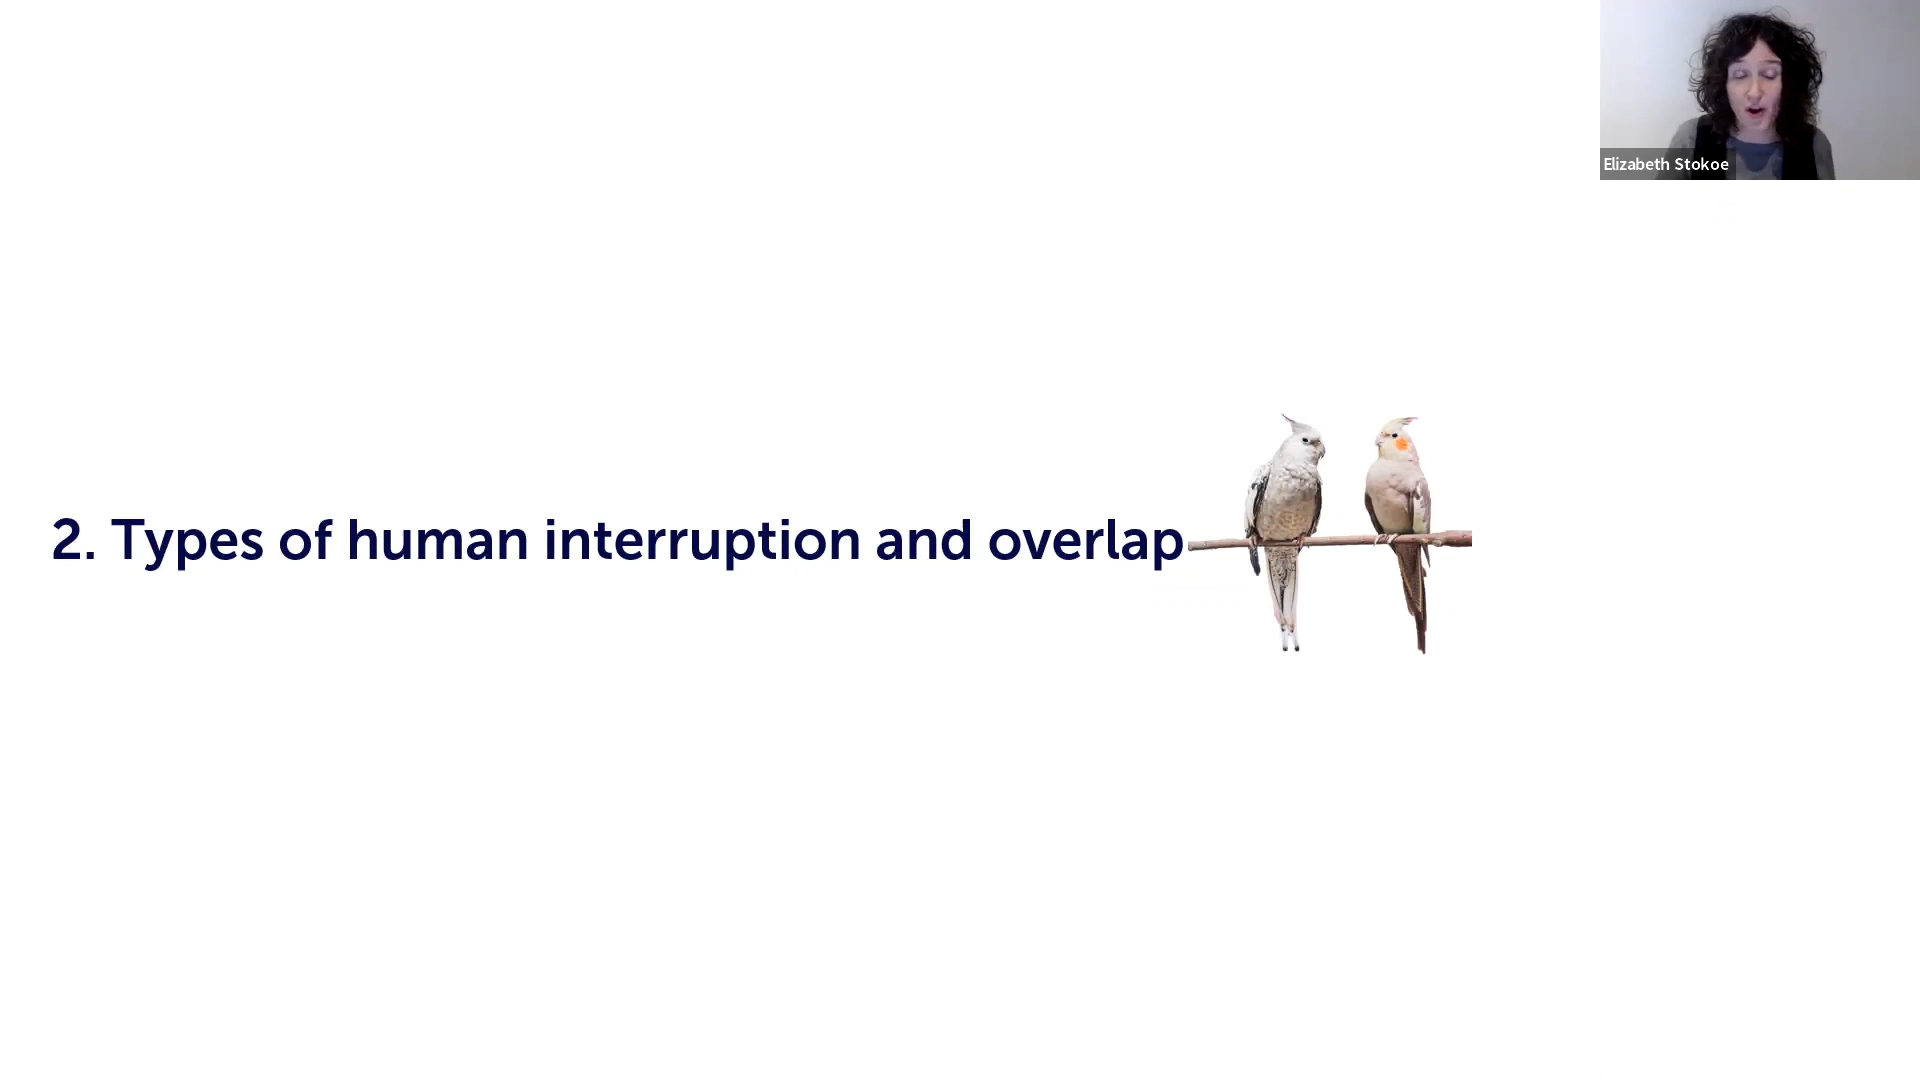 Elizabeth Stokoe
2. Types of human interruption and overlap